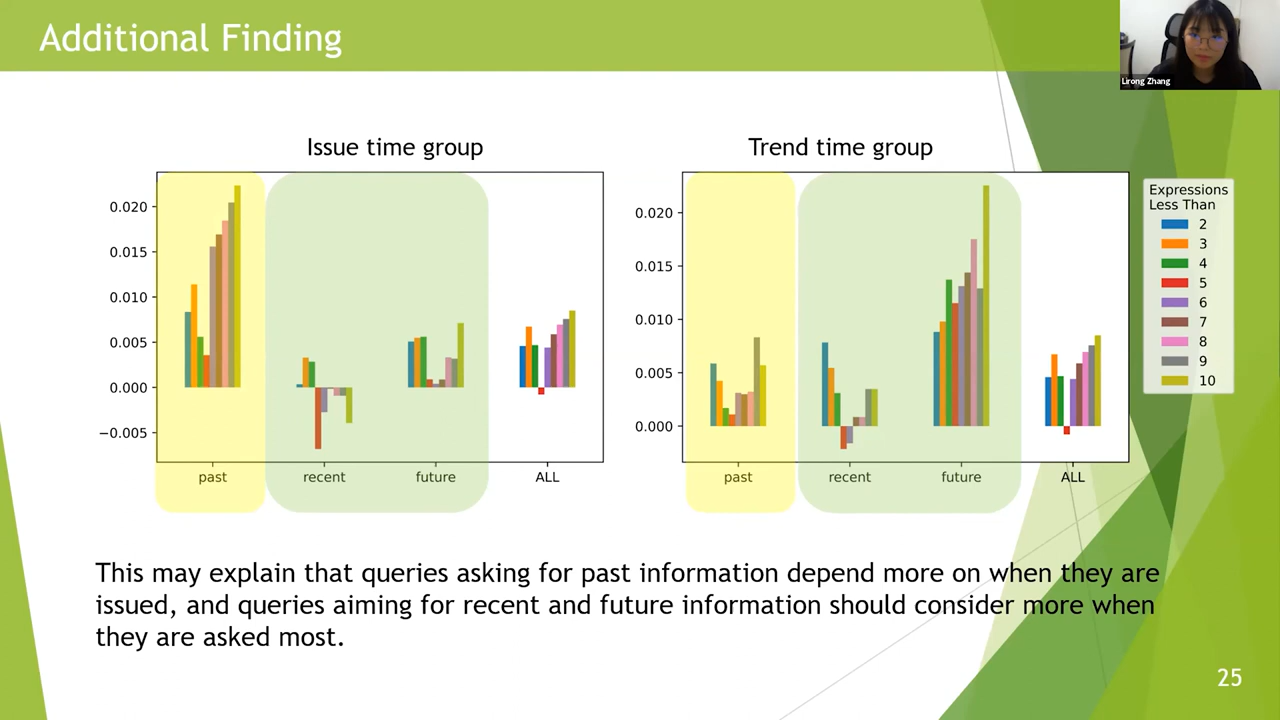 Additional Finding
Lirong Zhang
Issue time group
Trend time group
0.020
0.015
0.010
0.005
0.000
−0.005
past
recent
future
ALL
0.020
0.015
0.010
0.005
0.000
past
recent
future
ALL
Expressions
Less Than
2
3
4
5
6
7
8
9
10
This may explain that queries asking for past information depend more on when they are
issued, and queries aiming for recent and future information should consider more when
they are asked most.
25